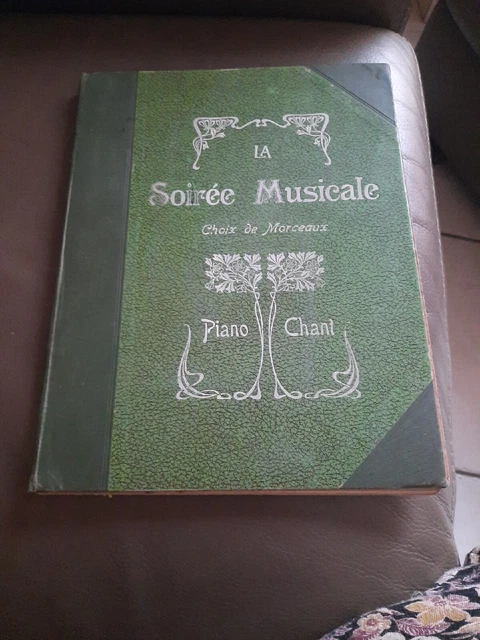 LA
Soirée Musicale
Choix de Morceaux
Piano Chant